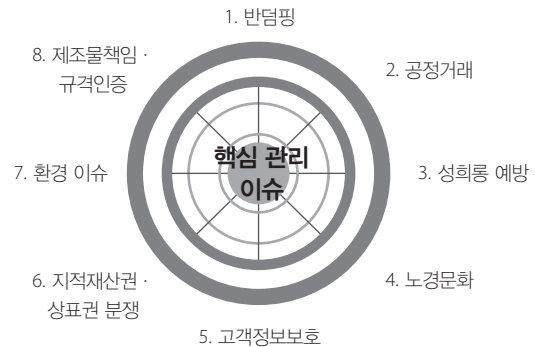 1. 반덤핑
2. 공정거래
3. 성희롱 예방
4. 노경문화
5. 고객정보보호
6. 지적재산권 ·
상표권 분쟁
7. 환경 이슈
8. 제조물책임 ·
규격인증
핵심 관리
이슈